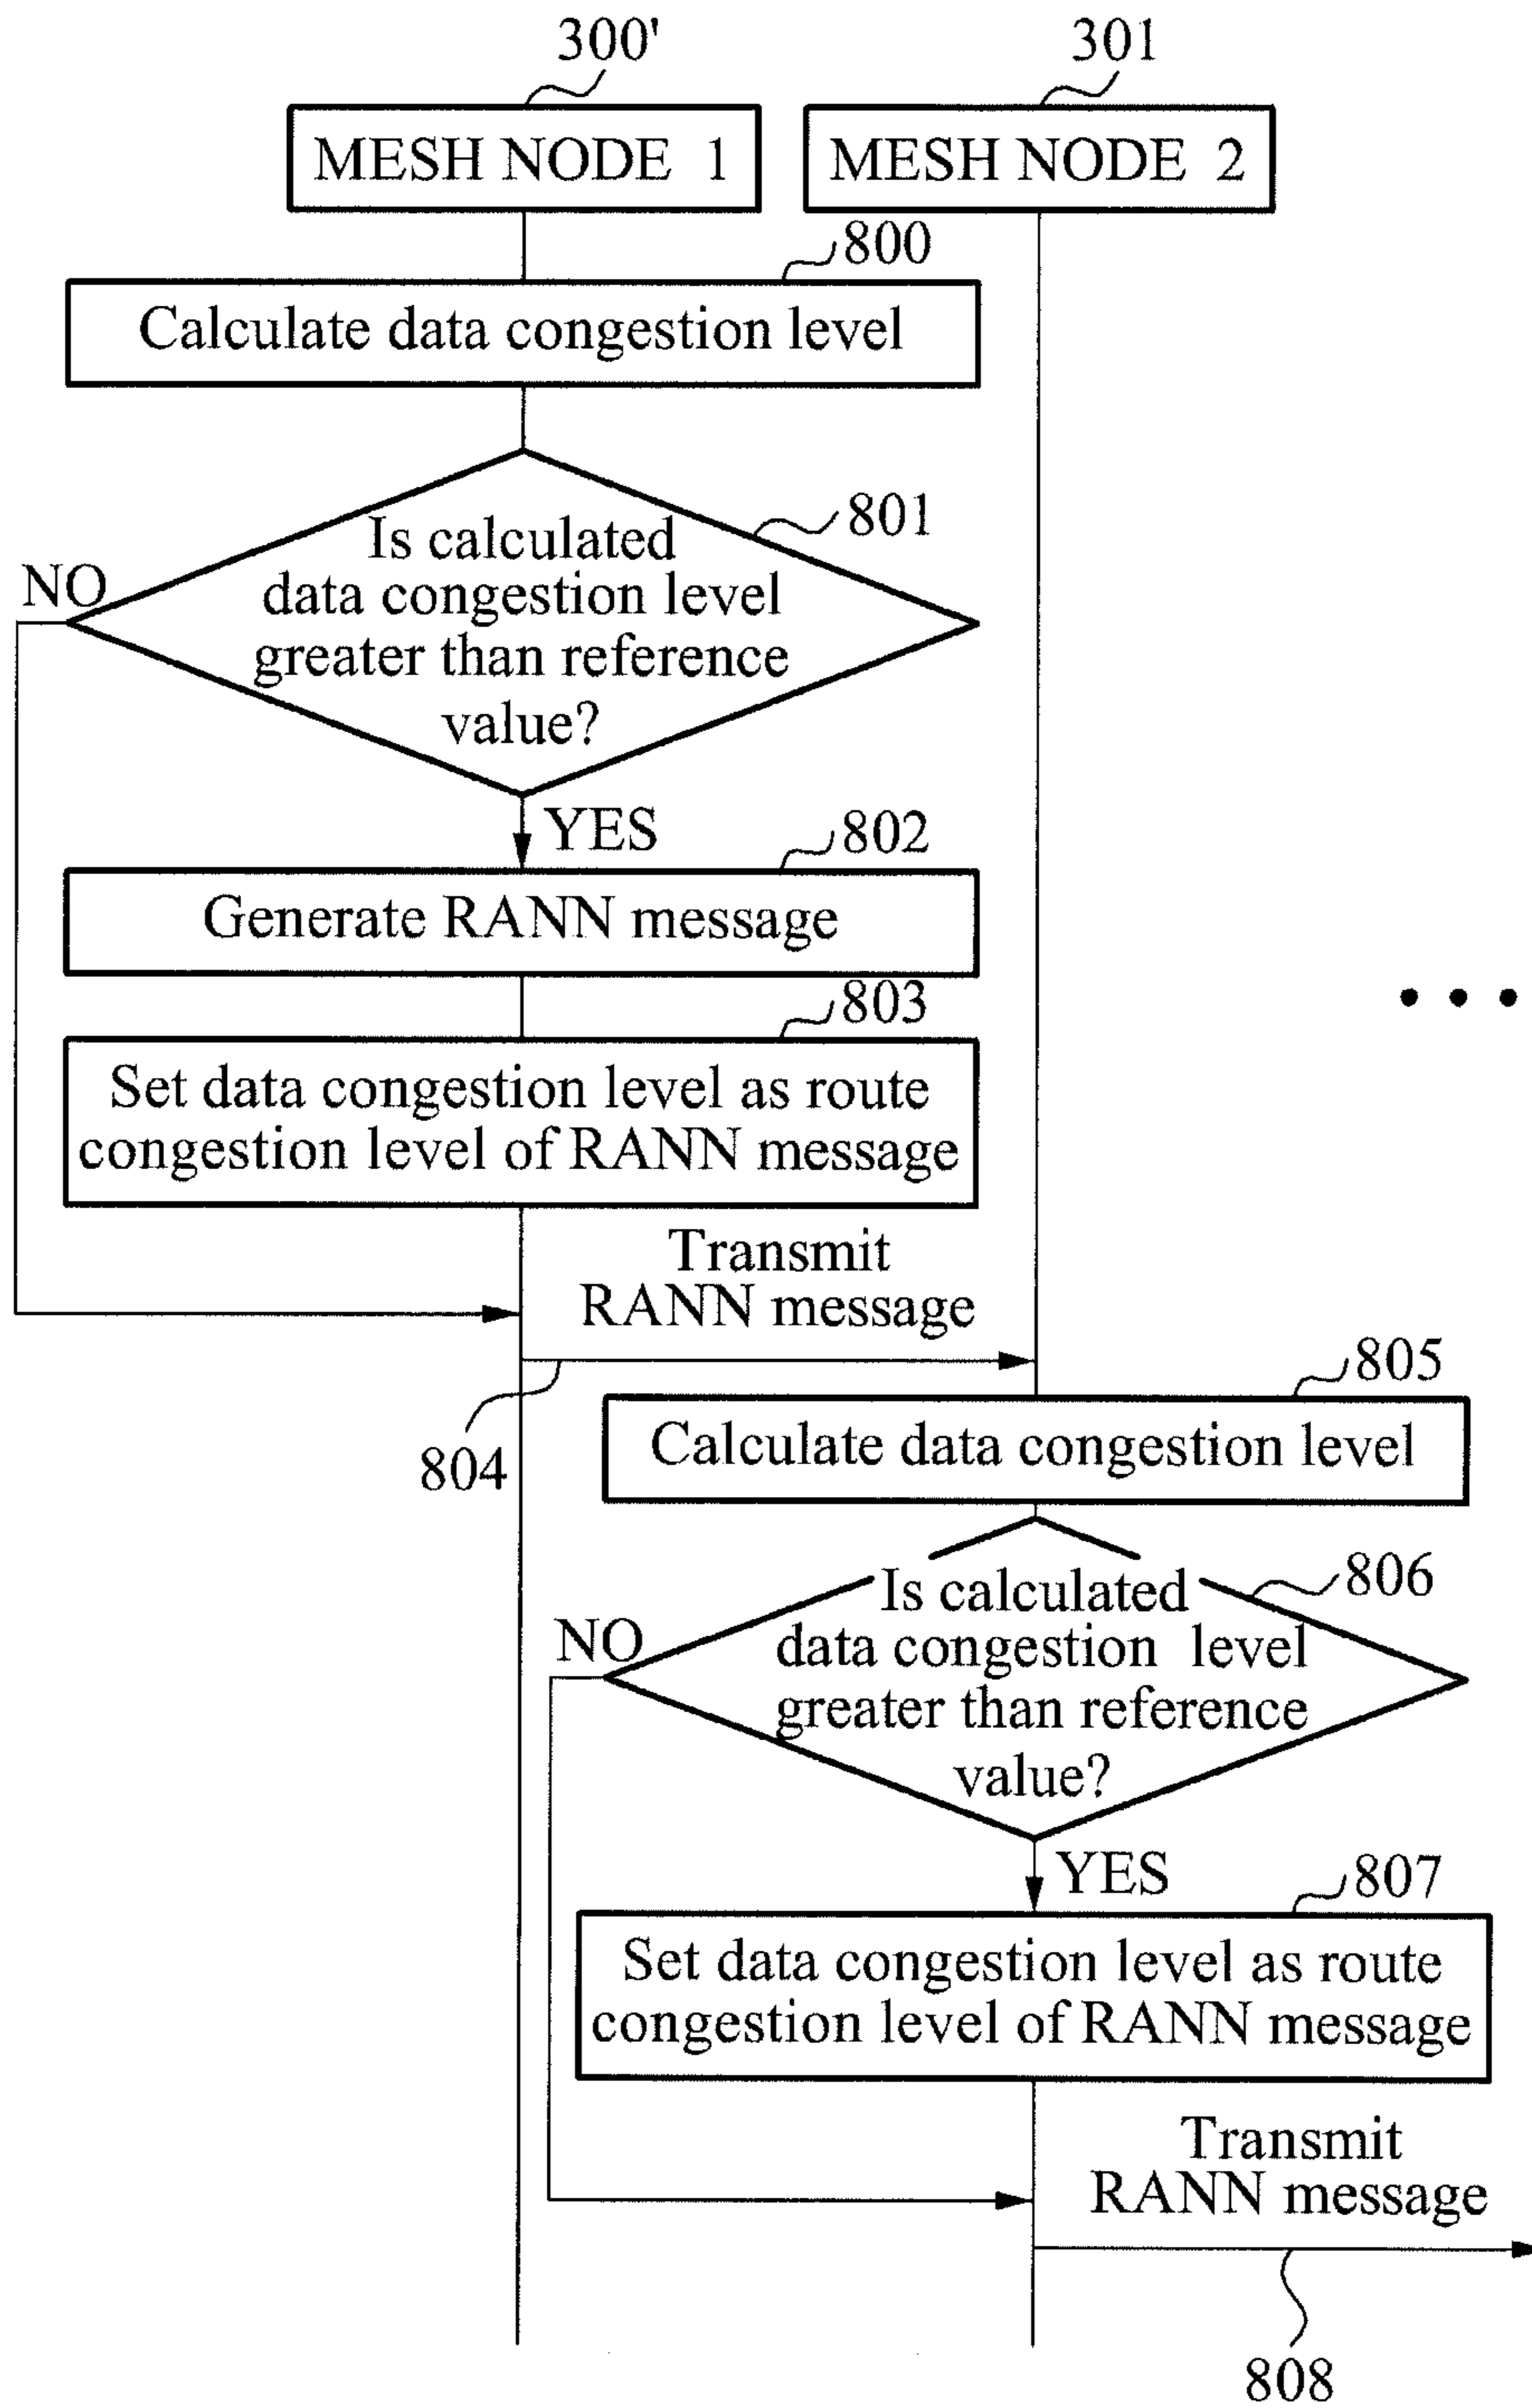 300'
301
MESH NODE 1
MESH NODE 2
800
Calculate data congestion level
801
Is calculated
data congestion level
greater than reference
value?
NO
YES
802
Generate RANN message
803
Set data congestion level as route
congestion level of RANN message
Transmit
RANN message
804
805
Calculate data congestion level
806
Is calculated
data congestion level
greater than reference
value?
NO
YES
807
Set data congestion level as route
congestion level of RANN message
Transmit
RANN message
808